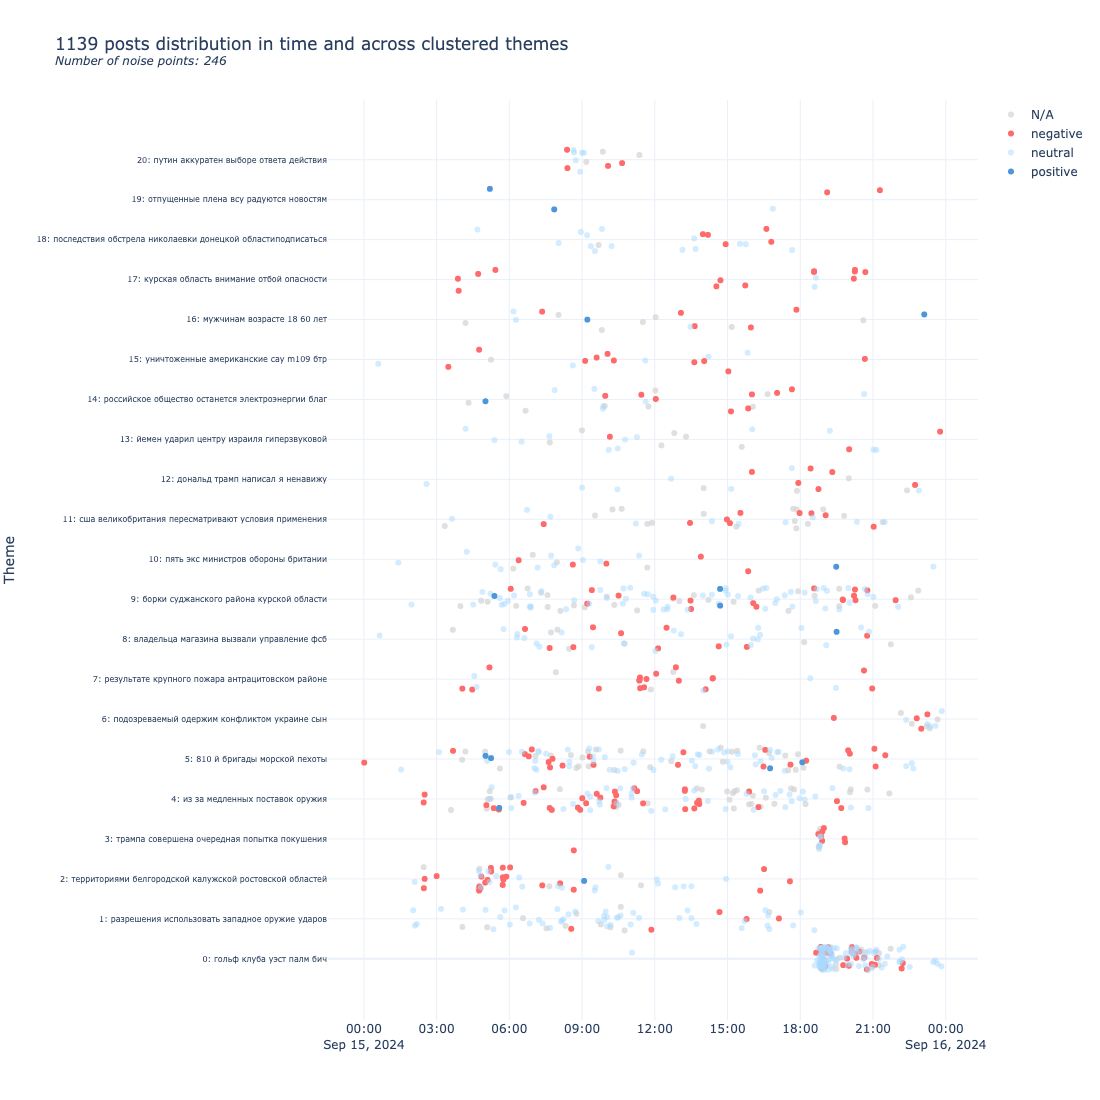 1139 posts distribution in time and across clustered themes
Number of noise points: 246
N/A
negative
neutral
positive
Theme
20: путин аккуратен выборе ответа действия
19: отпущенные плена всу радуются новостям
18: последствия обстрела николаевки донецкой областиподписаться
17: курская область внимание отбой опасности
16: мужчинам возрасте 18 60 лет
15: уничтоженные американские сау m109 бтр
14: российское общество останется электроэнергии благ
13: йемен ударил центру израиля гиперзвуковой
12: дональд трамп написал я ненавижу
11: сша великобритания пересматривают условия применения
10: пять экс министров обороны британии
9: борки суджанского района курской области
8: владельца магазина вызвали управление фсб
7: результате крупного пожара антрацитовском районе
6: подозреваемый одержим конфликтом украине сын
5: 810 й бригады морской пехоты
4: из за медленных поставок оружия
3: трампа совершена очередная попытка покушения
2: территориями белгородской калужской ростовской областей
1: разрешения использовать западное оружие ударов
0: гольф клуба уэст палм бич
00:00 03:00 06:00 09:00 12:00 15:00 18:00 21:00 00:00
Sep 15, 2024 Sep 16, 2024